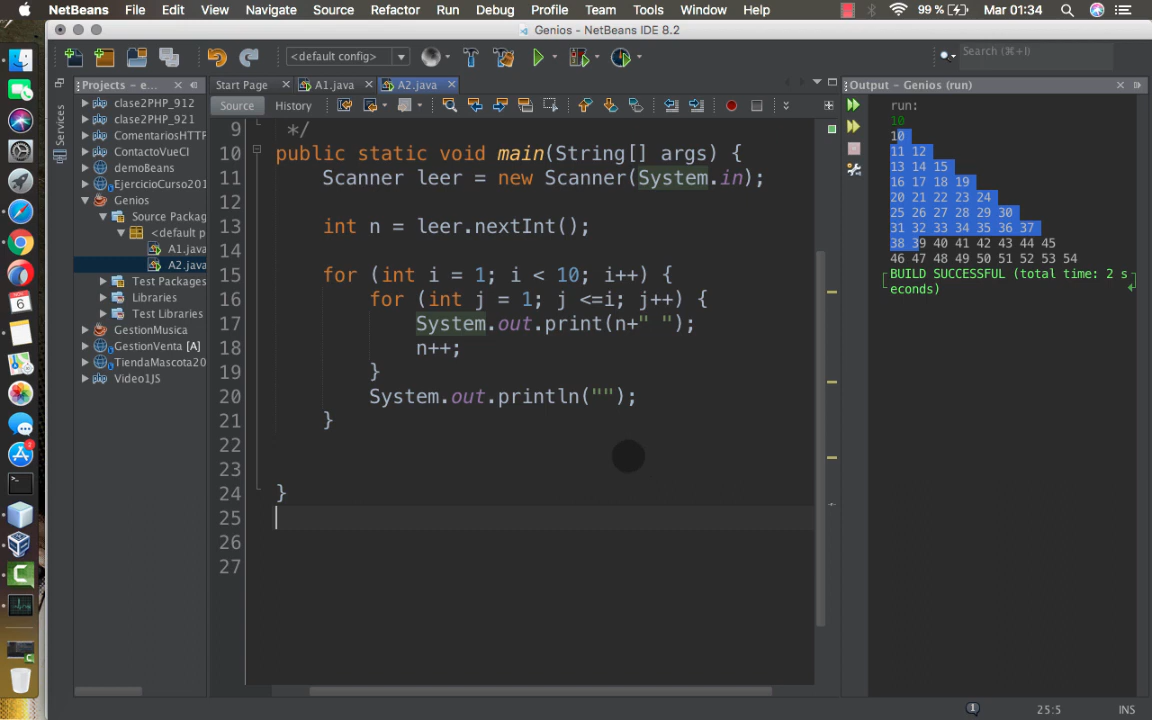 NetBeans File Edit View Navigate Source Refactor Run Debug Profile Team Tools Window Help 99 % Mar 01:34
Genios - NetBeans IDE 8.2
<default config> Search (⌘+I)
Projects - e...
Services
clase2PHP_912
clase2PHP_921
ComentariosHTTP
ContactoVueCI
demoBeans
EjercicioCurso201
Genios
Source Packag
<default p
A1.java
A2.java
Test Packages
Libraries
Test Libraries
GestionMusica
GestionVenta [A]
TiendaMascota20
Video1JS
Start Page A1.java A2.java
Source History
9 */
10 public static void main(String[] args) {
11 Scanner leer = new Scanner(System.in);
12
13 int n = leer.nextInt();
14
15 for (int i = 1; i < 10; i++) {
16 for (int j = 1; j <=i; j++) {
17 System.out.print(n+" ");
18 n++;
19 }
20 System.out.println("");
21 }
22
23
24 }
25
26
27
Output - Genios (run)
run:
10
10
11 12
13 14 15
16 17 18 19
20 21 22 23 24
25 26 27 28 29 30
31 32 33 34 35 36 37
38 39 40 41 42 43 44 45
46 47 48 49 50 51 52 53 54
BUILD SUCCESSFUL (total time: 2 s
econds)
6
2
1 25:5 INS